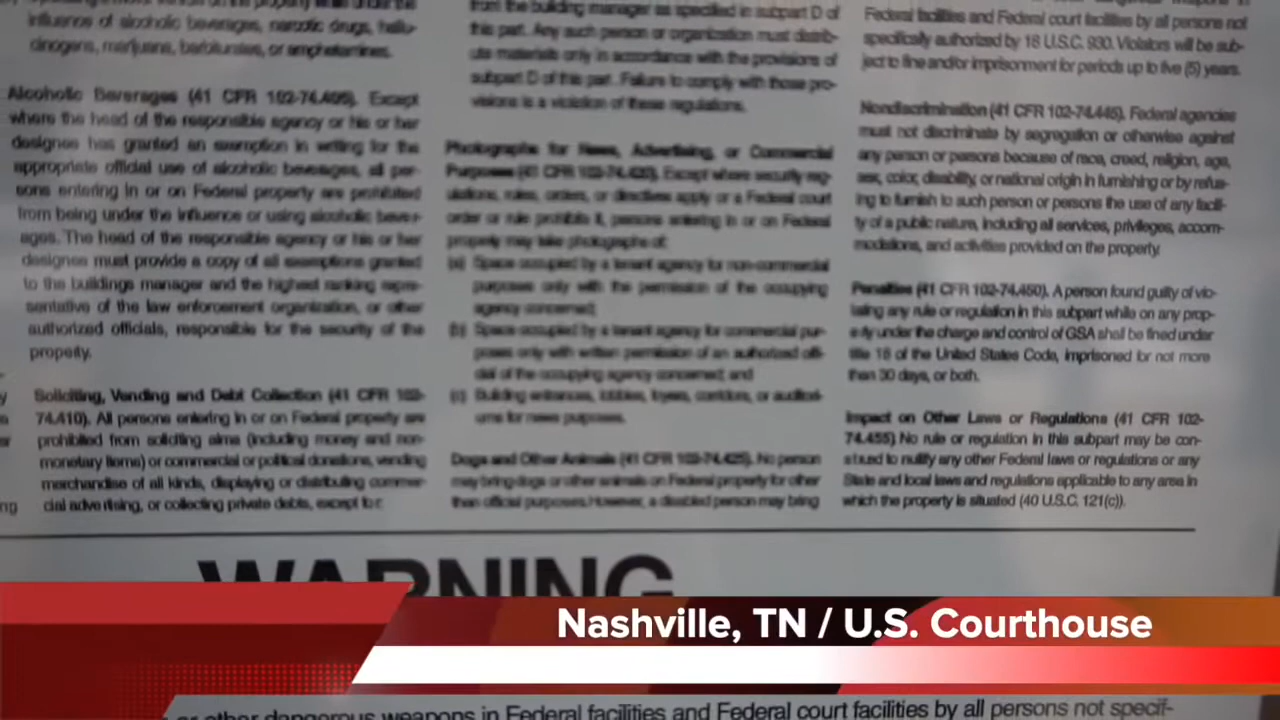 influence of alcoholic beverages, narcotic drugs, hallu-
cinogens, marijuana, barbiturates, or amphetamines.
Alcoholic Beverages (41 CFR 102-74.405). Except
where the head of the responsible agency or his or her
designee has granted an exemption in writing for the
appropriate official use of alcoholic beverages, all per-
sons entering in or on Federal property are prohibited
from being under the influence or using alcoholic bever-
ages. The head of the responsible agency or his or her
designee must provide a copy of all exemptions granted
to the buildings manager and the highest ranking repre-
sentative of the law enforcement organization, or other
authorized officials, responsible for the security of the
property.
Soliciting, Vending and Debt Collection (41 CFR 102-
74.410). All persons entering in or on Federal property are
prohibited from soliciting alms (including money and non-
monetary items) or commercial or political donations, vending
merchandise of all kinds, displaying or distributing commer-
cial advertising, or collecting private debts, except for
from the building manager as specified in subpart D of
this part. Any such person or organization must distrib-
ute materials only in accordance with the provisions of
subpart D of this part. Failure to comply with those pro-
visions is a violation of these regulations.
Photographs for News, Advertising, or Commercial
Purposes (41 CFR 102-74.420). Except where security reg-
ulations, rules, orders, or directives apply or a Federal court
order or rule prohibits it, persons entering in or on Federal
property may take photographs of:
(a) Space occupied by a tenant agency for non-commercial
purposes only with the permission of the occupying
agency concerned;
(b) Space occupied by a tenant agency for commercial pur-
poses only with written permission of an authorized offi-
cial of the occupying agency concerned; and
(c) Building entrances, lobbies, foyers, corridors, or auditori-
ums for news purposes.
Dogs and Other Animals (41 CFR 102-74.425). No person
may bring dogs or other animals on Federal property for other
than official purposes. However, a disabled person may bring
Federal facilities and Federal court facilities by all persons not
specifically authorized by 18 U.S.C. 930. Violators will be sub-
ject to fine and/or imprisonment for periods up to five (5) years.
Nondiscrimination (41 CFR 102-74.445). Federal agencies
must not discriminate by segregation or otherwise against
any person or persons because of race, creed, religion, age,
sex, color, disability, or national origin in furnishing or by refus-
ing to furnish to such person or persons the use of any facili-
ty of a public nature, including all services, privileges, accom-
modations, and activities provided on the property.
Penalties (41 CFR 102-74.450). A person found guilty of vio-
lating any rule or regulation in this subpart while on any prop-
erty under the charge and control of GSA shall be fined under
title 18 of the United States Code, imprisoned for not more
than 30 days, or both.
Impact on Other Laws or Regulations (41 CFR 102-
74.455) No rule or regulation in this subpart may be con-
strued to nullify any other Federal laws or regulations or any
State and local laws and regulations applicable to any area in
which the property is situated (40 U.S.C. 121(c)).
WARNING
Nashville, TN / U.S. Courthouse
or other dangerous weapons in Federal facilities and Federal court facilities by all persons not specif-